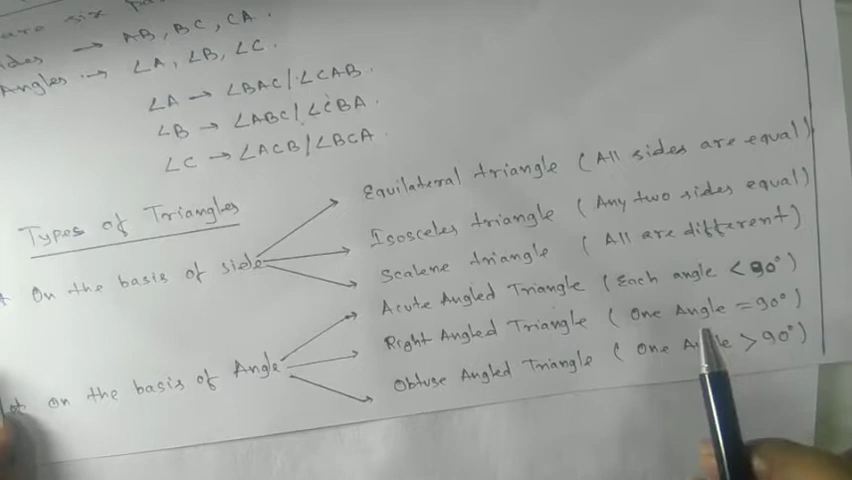 are six
ides → AB, BC, CA.
Angles → ∠A, ∠B, ∠C.
∠A → ∠BAC/∠CAB.
∠B → ∠ABC/∠CBA.
∠C → ∠ACB/∠BCA
Types of Triangles
On the basis of side
Equilateral triangle (All sides are equal)
Isosceles triangle (Any two sides equal)
Scalene triangle (All are different)
on the basis of Angle
Acute Angled Triangle (Each angle < 90°)
Right Angled Triangle (One Angle = 90°)
Obtuse Angled Triangle (One Angle > 90°)